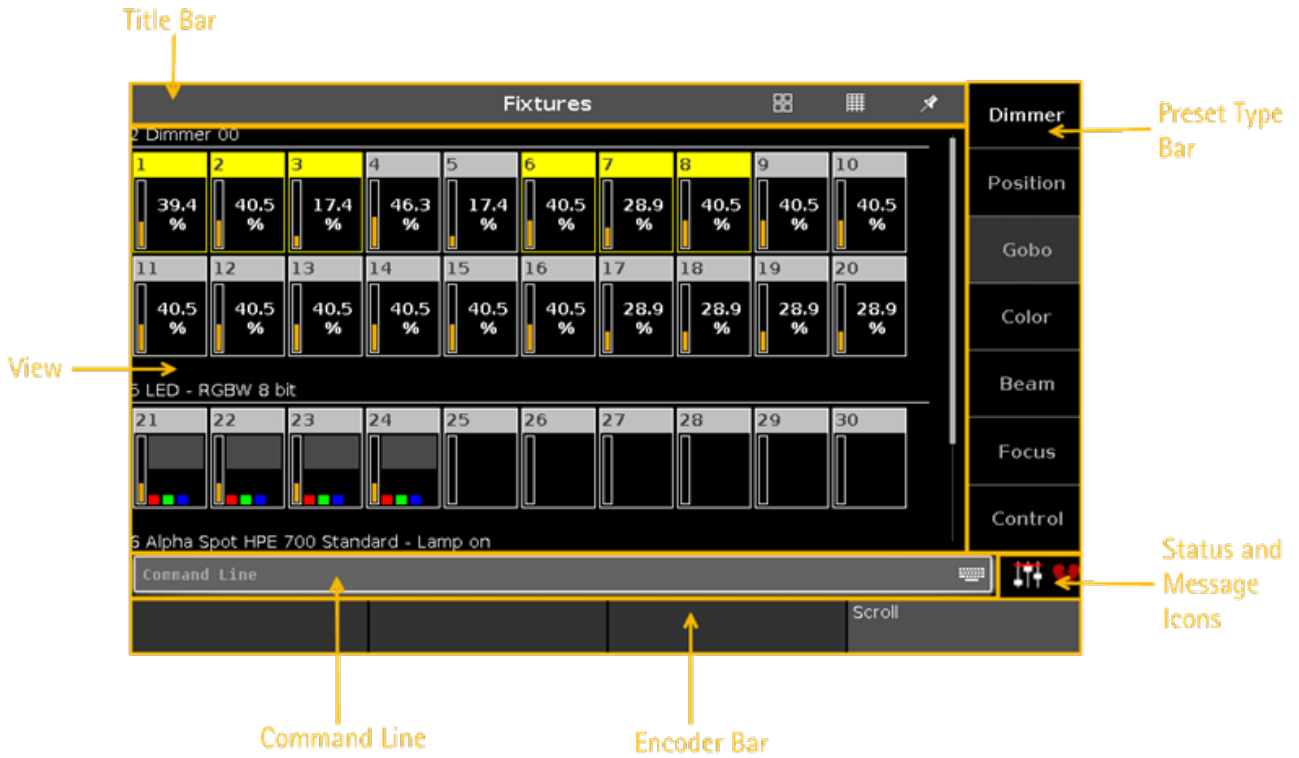 Title Bar
Fixtures
Dimmer
Preset Type
Bar
2 Dimmer 00
1 2 3 4 5 6 7 8 9 10
39.4 40.5 17.4 46.3 17.4 40.5 28.9 40.5 40.5 40.5
% % % % % % % % % %
Position
Gobo
11 12 13 14 15 16 17 18 19 20
40.5 40.5 40.5 40.5 40.5 40.5 28.9 28.9 28.9 28.9
% % % % % % % % % %
Color
View
5 LED - RGBW 8 bit
Beam
21 22 23 24 25 26 27 28 29 30
Focus
Control
6 Alpha Spot HPE 700 Standard - Lamp on
Command Line
Status and
Message
Icons
Scroll
Command Line
Encoder Bar